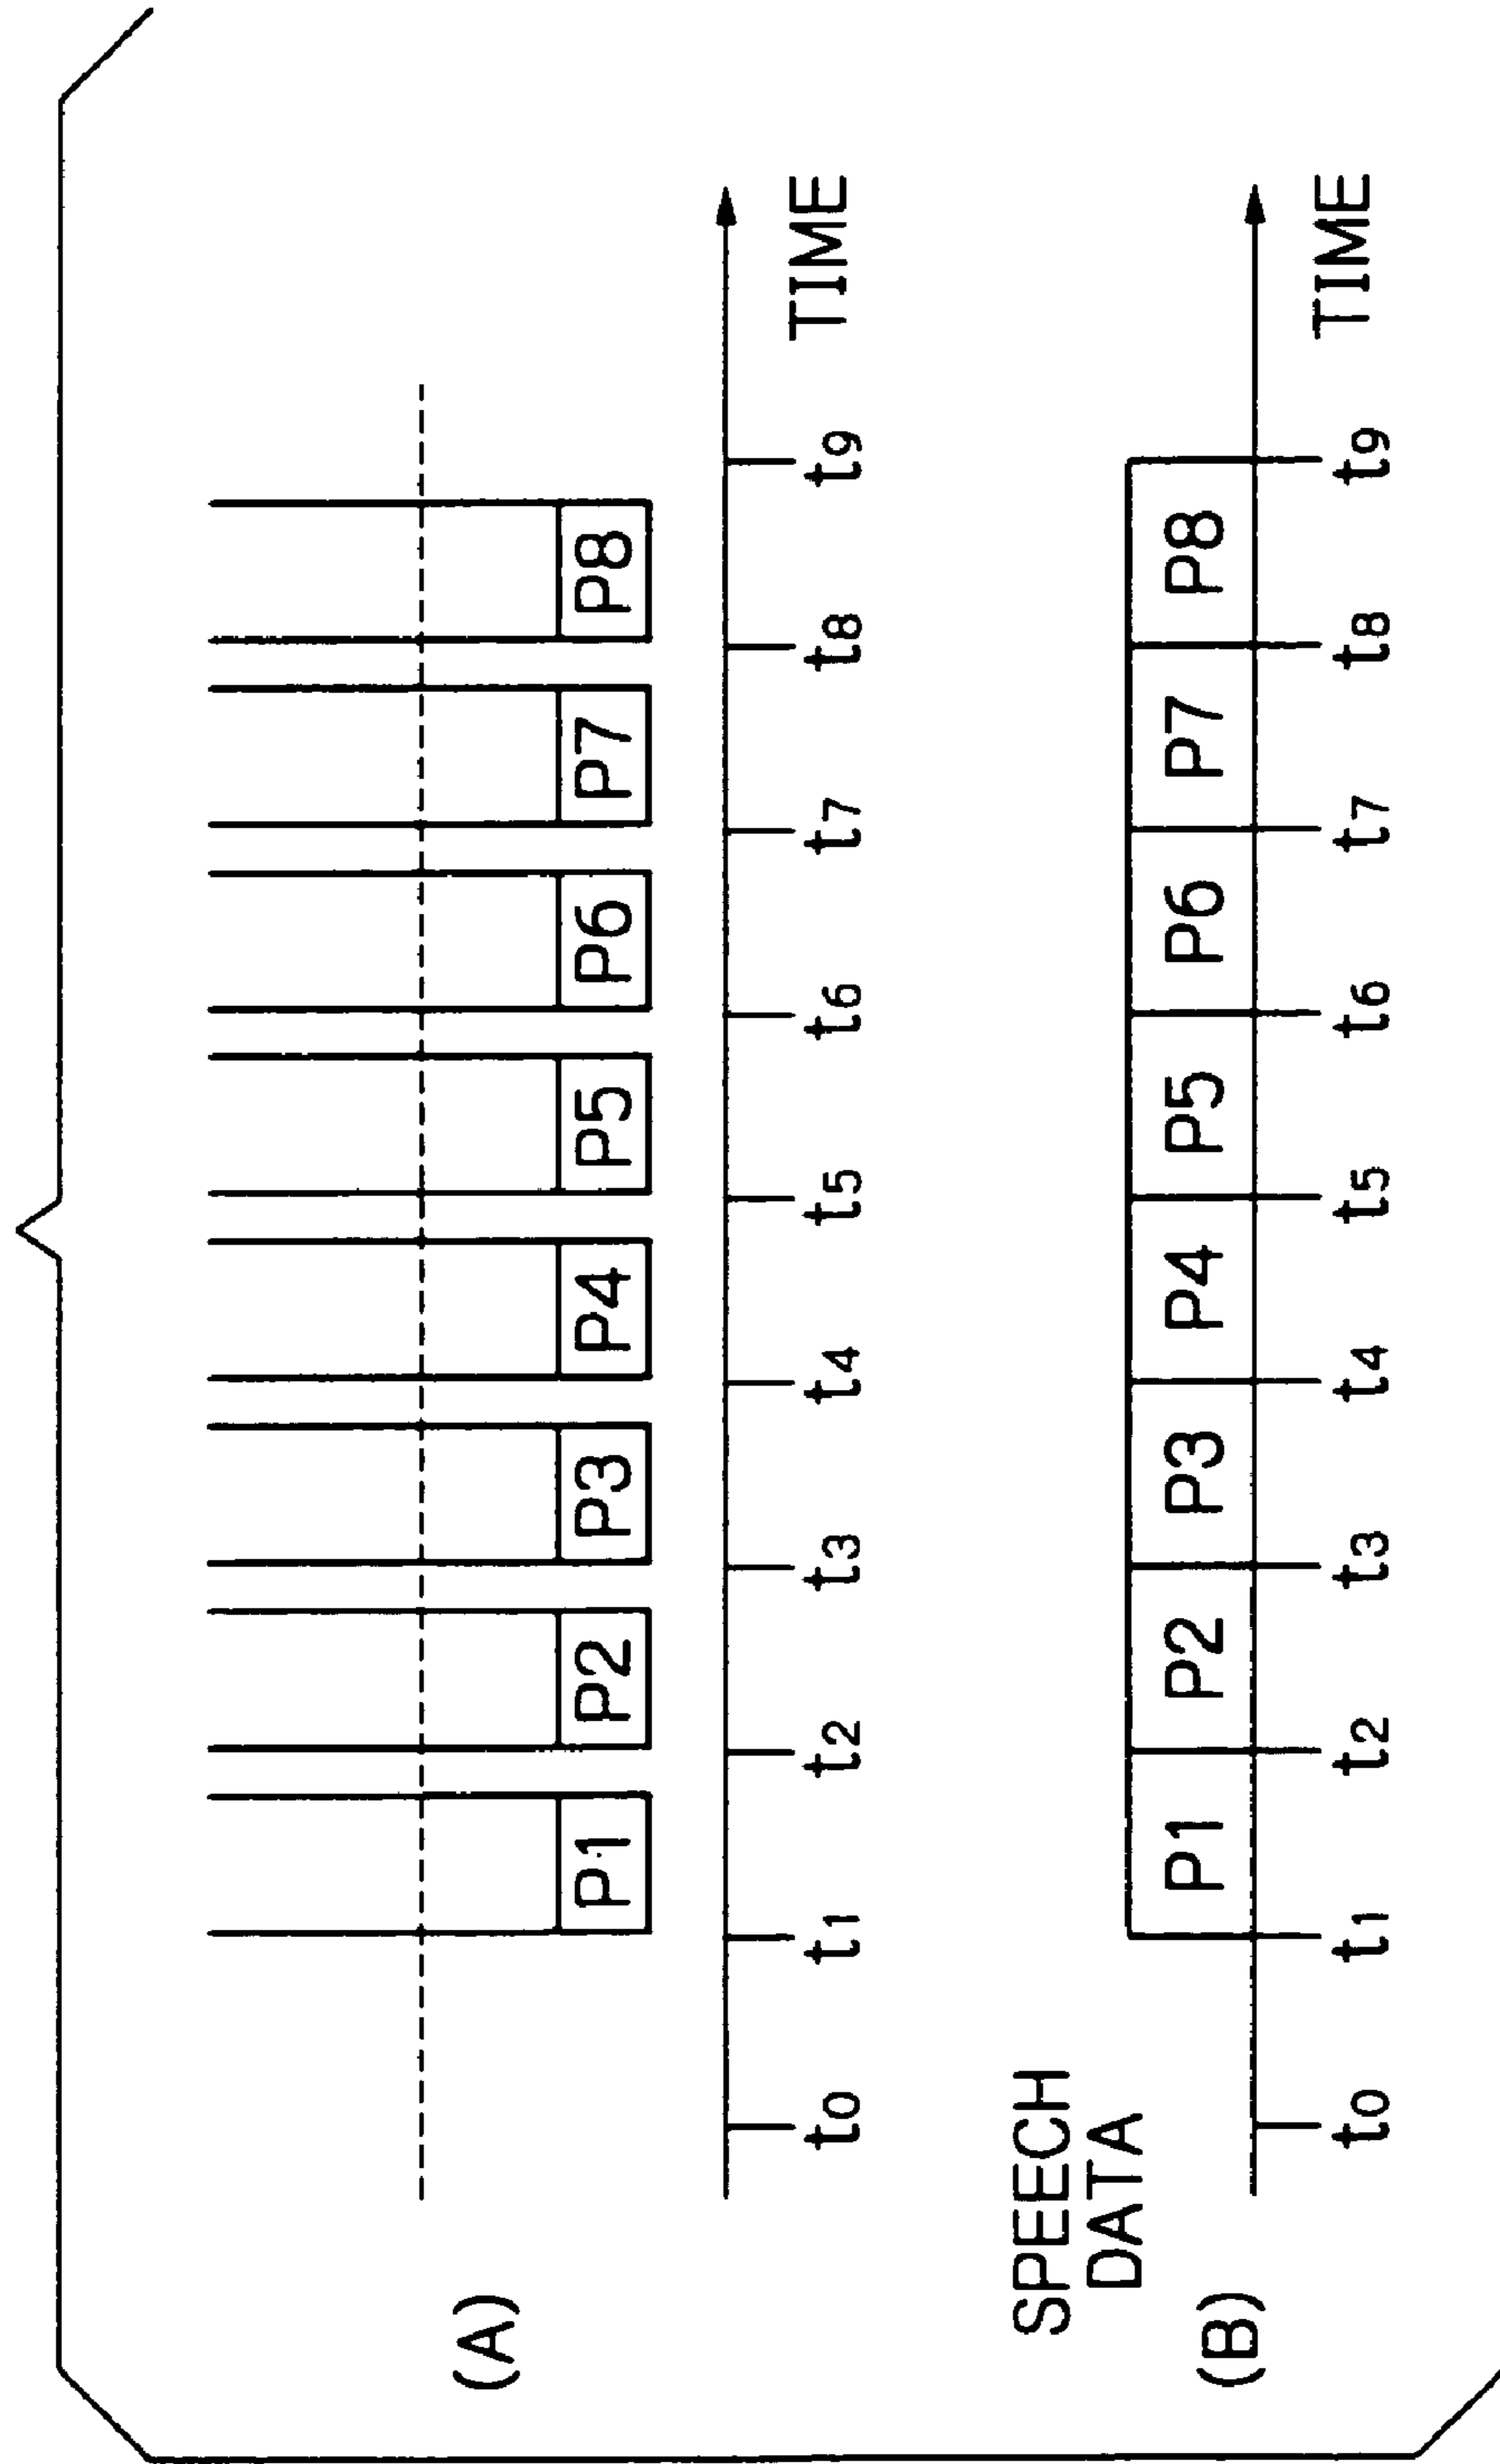 (A)
P1 P2 P3 P4 P5 P6 P7 P8
t0 t1 t2 t3 t4 t5 t6 t7 t8 t9
TIME
SPEECH
DATA
(B)
P1 P2 P3 P4 P5 P6 P7 P8
t0 t1 t2 t3 t4 t5 t6 t7 t8 t9
TIME